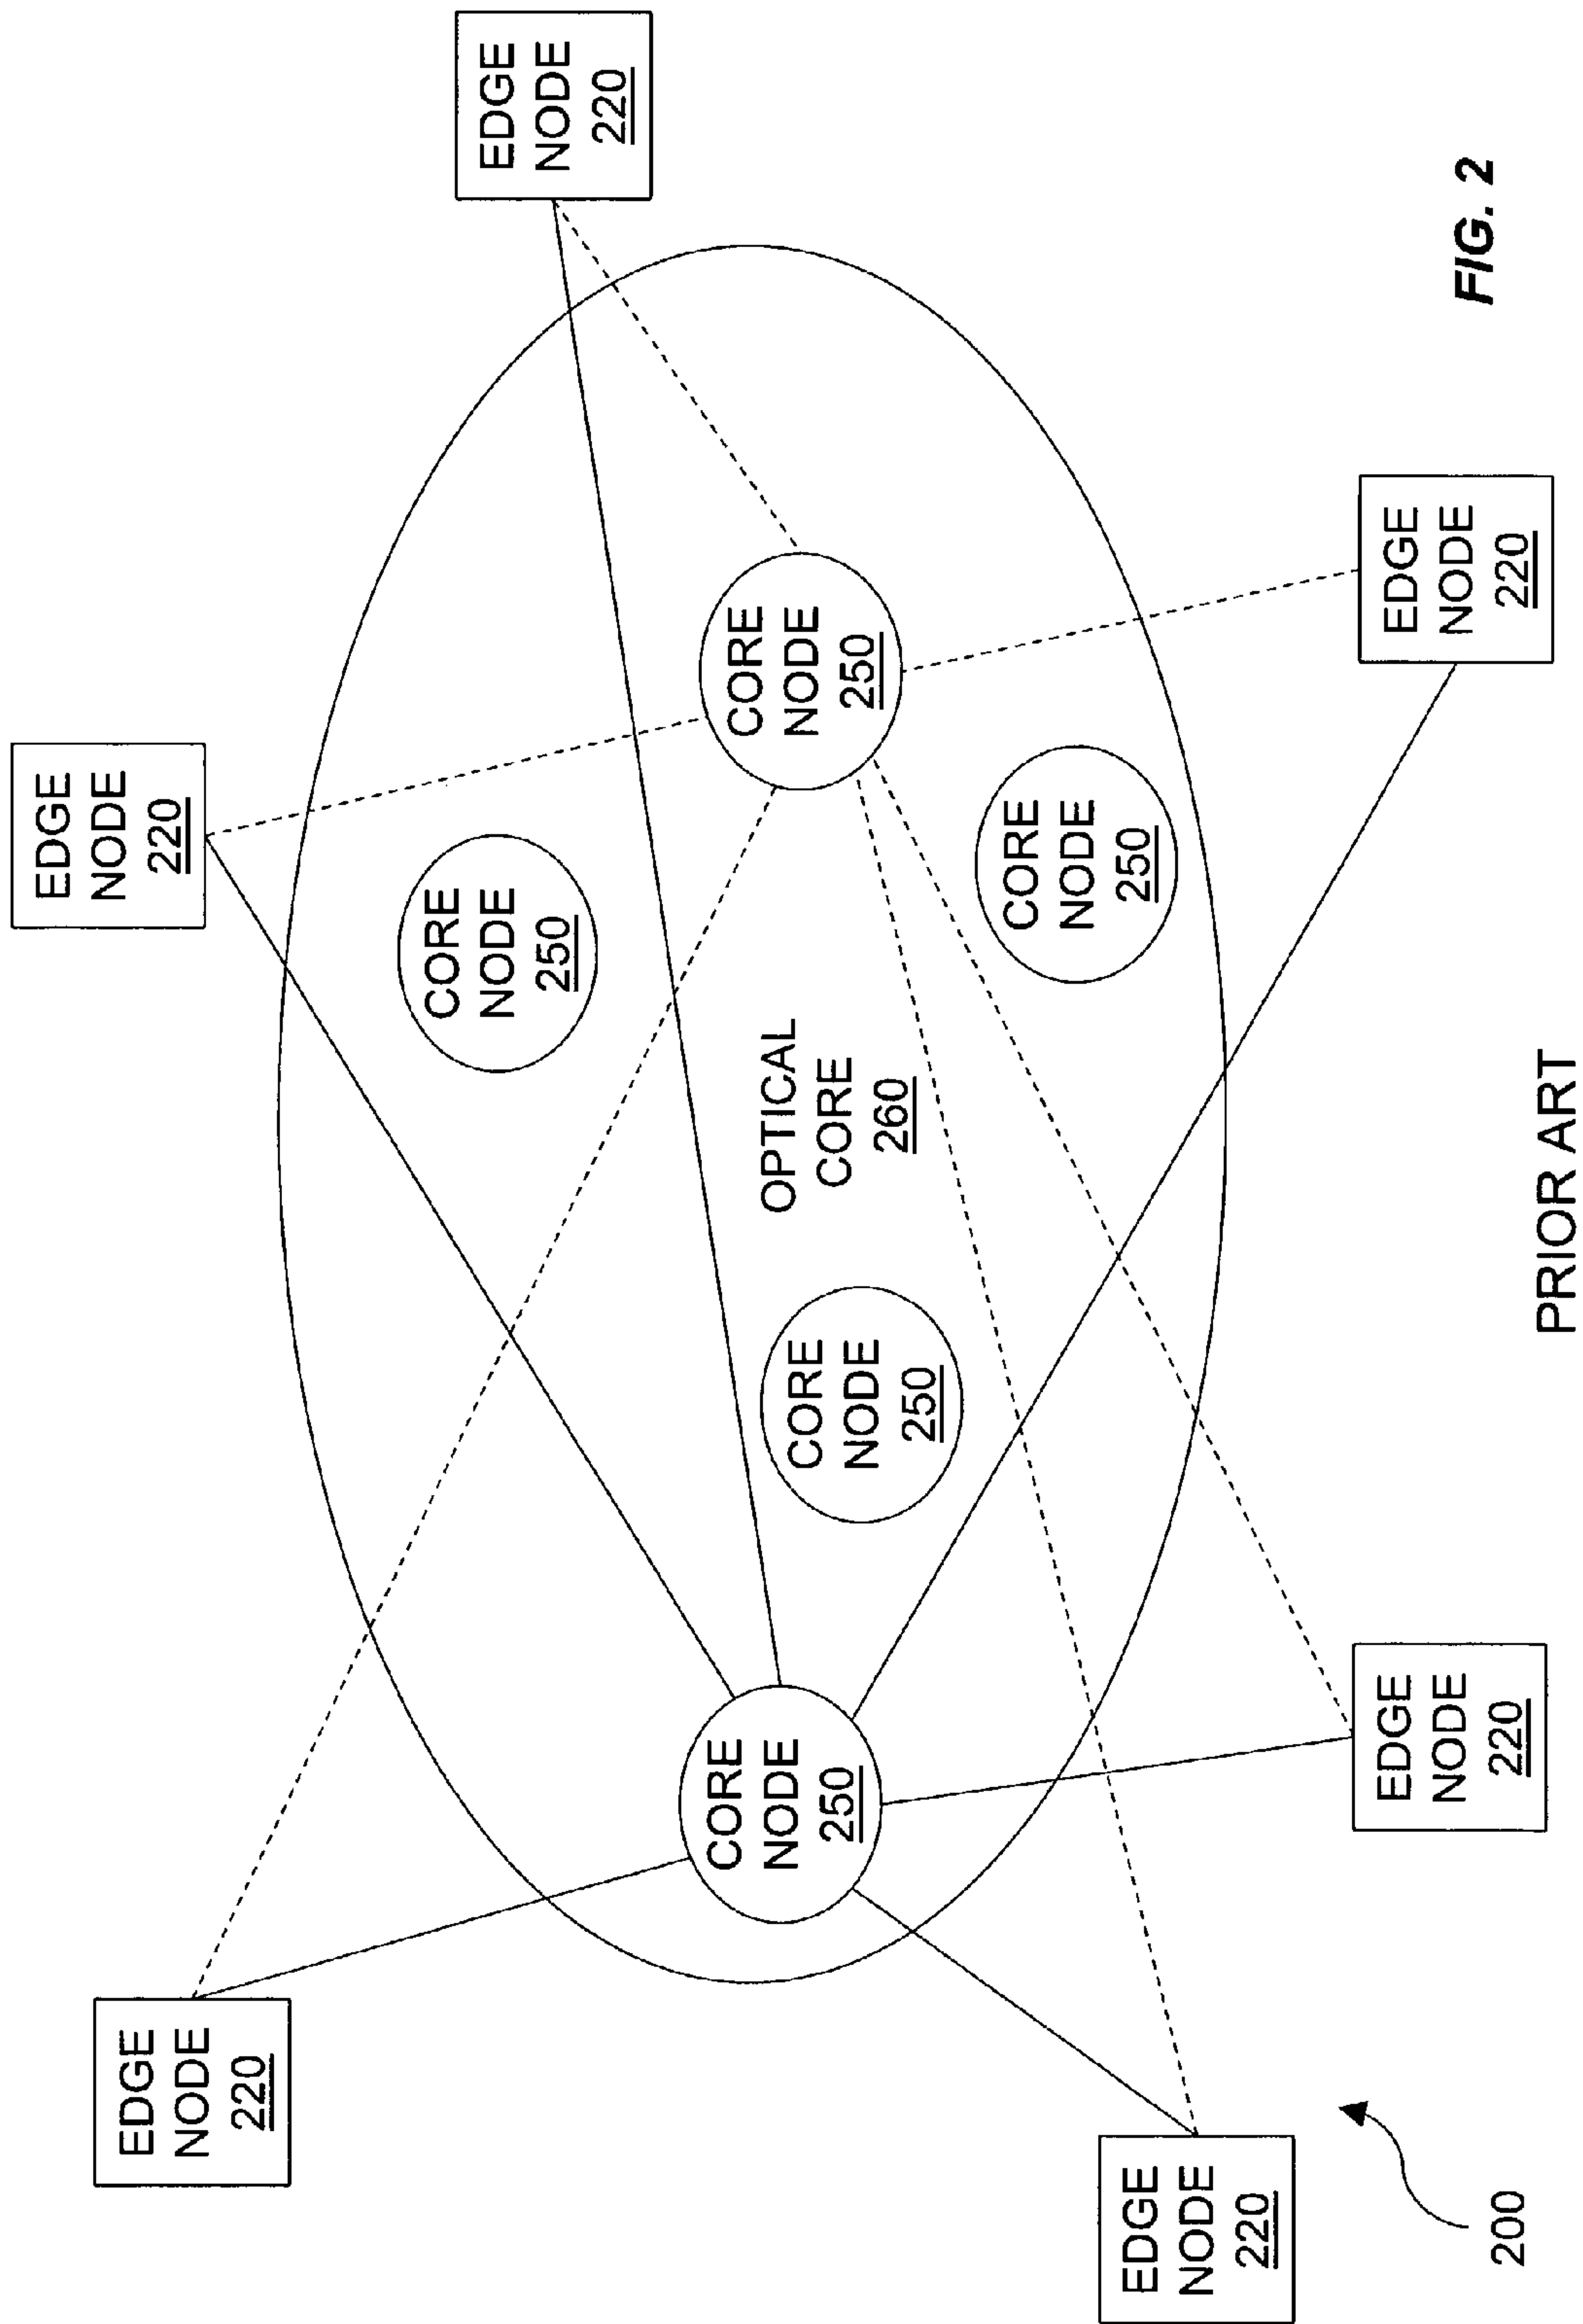 EDGE
NODE
220
EDGE
NODE
220
EDGE
NODE
220
CORE
NODE
250
CORE
NODE
250
CORE
NODE
250
OPTICAL
CORE
260
CORE
NODE
250
CORE
NODE
250
EDGE
NODE
220
EDGE
NODE
220
EDGE
NODE
220
200
PRIOR ART
FIG. 2